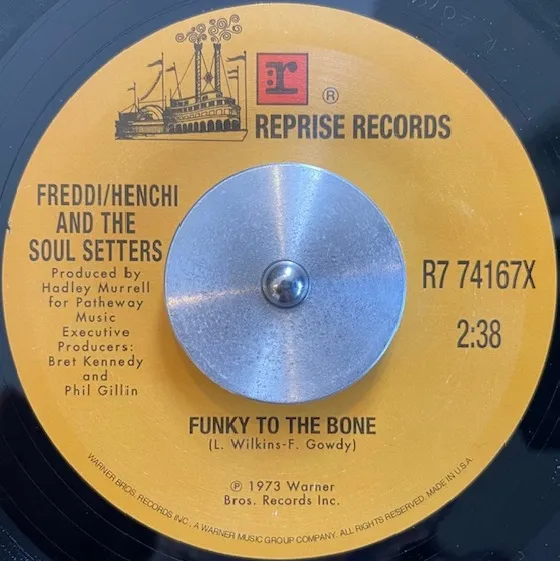 r
®
REPRISE RECORDS
FREDDI/HENCHI
AND THE
SOUL SETTERS
Produced by
Hadley Murrell
for Patheway
Music
Executive
Producers:
Bret Kennedy
and
Phil Gillin
R7 74167X
2:38
FUNKY TO THE BONE
(L. Wilkins-F. Gowdy)
℗ 1973 Warner
Bros. Records Inc.
WARNER BROS. RECORDS INC., A WARNER MUSIC GROUP COMPANY. ALL RIGHTS RESERVED. MADE IN U.S.A.